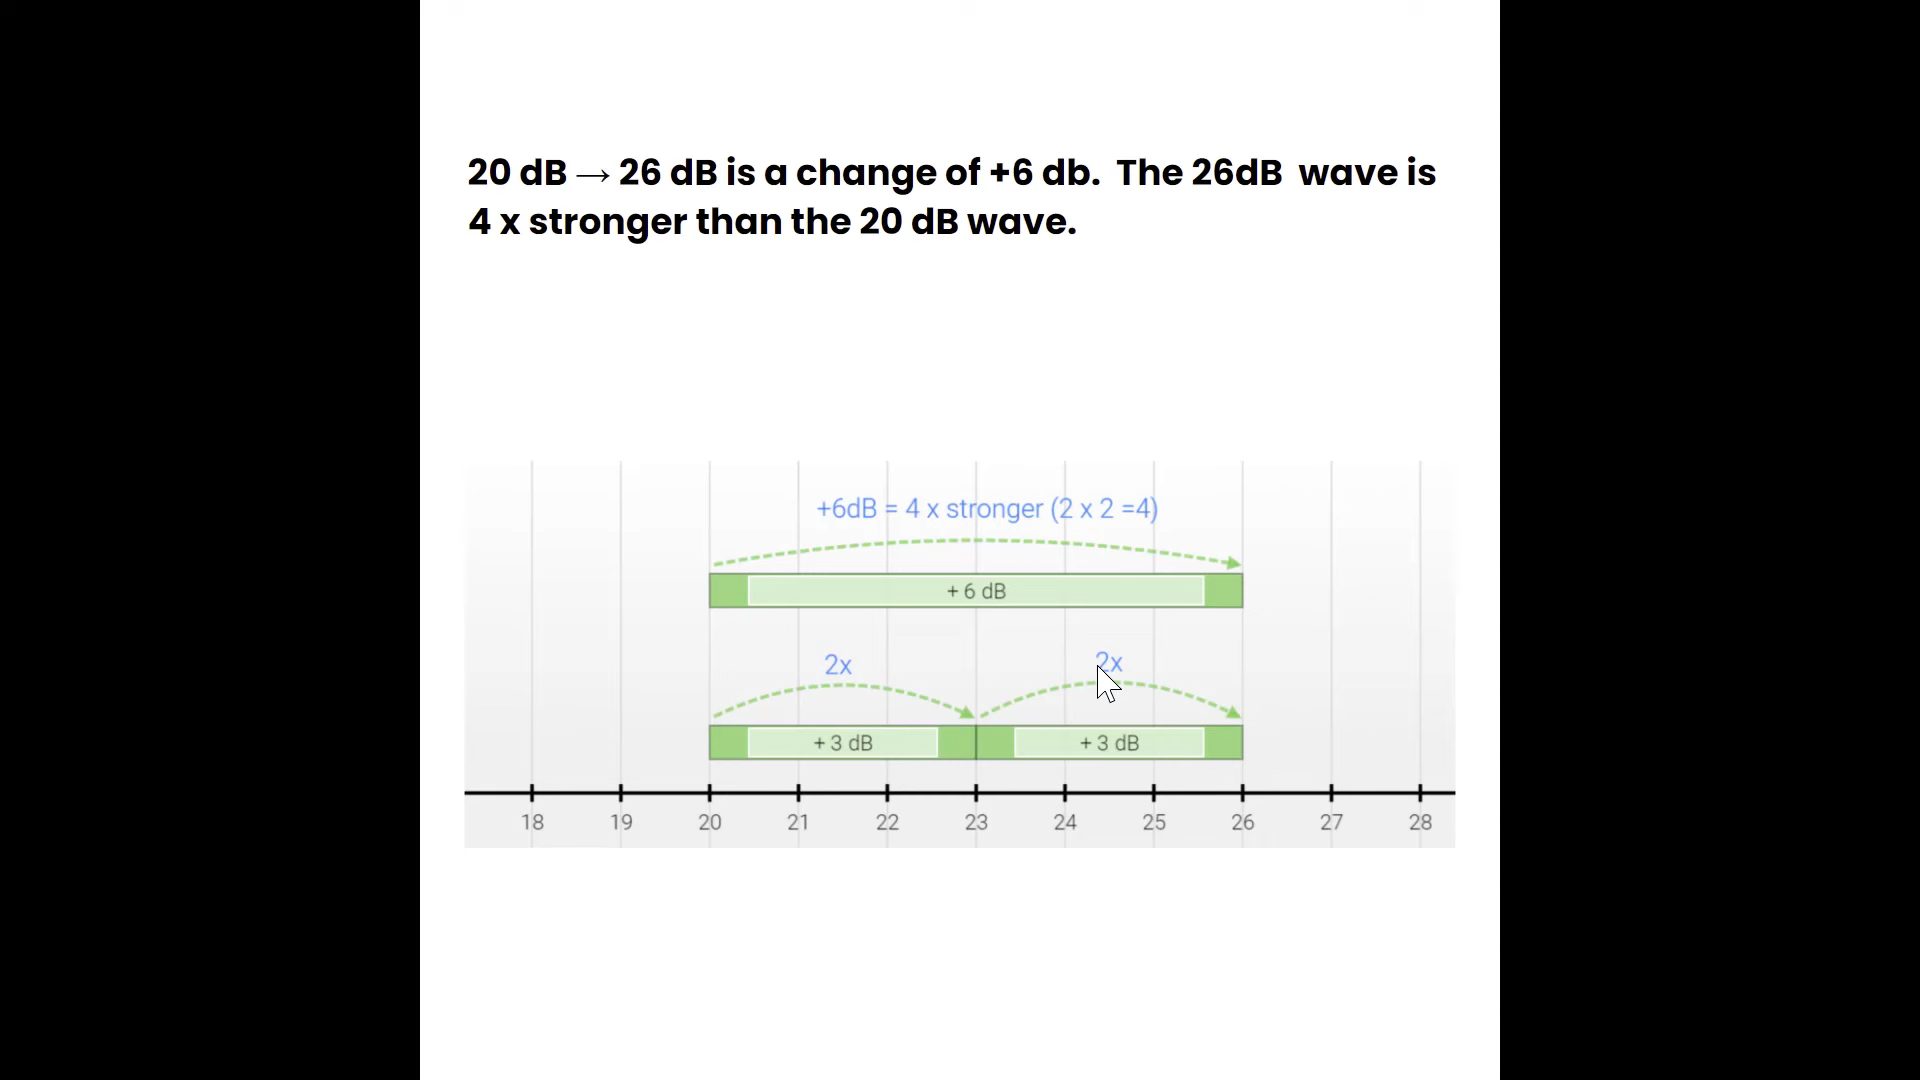 20 dB → 26 dB is a change of +6 db. The 26dB wave is
4 x stronger than the 20 dB wave.
+6dB = 4 x stronger (2 x 2 =4)
+ 6 dB
2x 2x
+ 3 dB + 3 dB
18 19 20 21 22 23 24 25 26 27 28